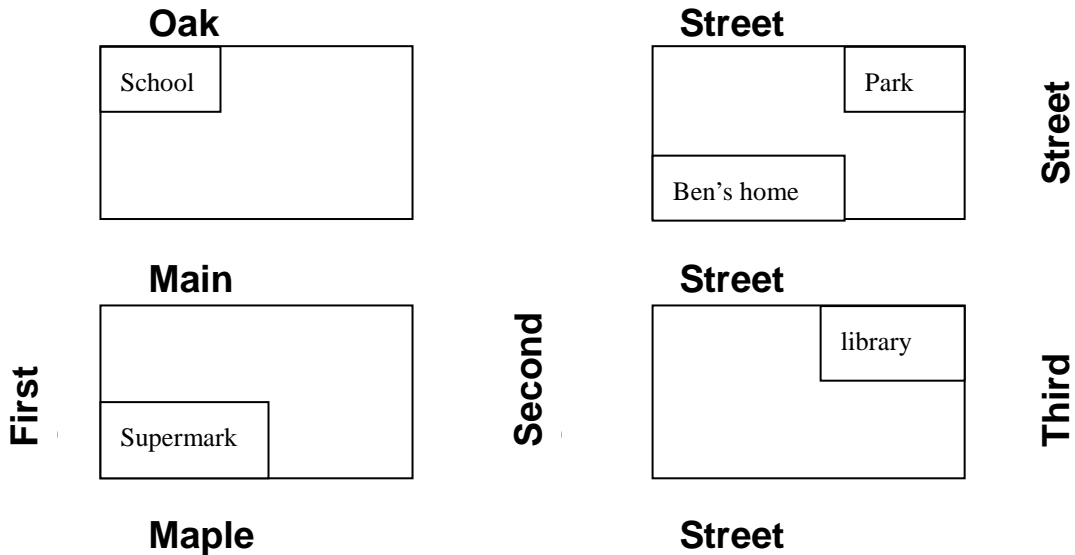 Oak Street
School Park
Street
Ben's home
Main Street
First Second library Third
Supermark
Maple Street